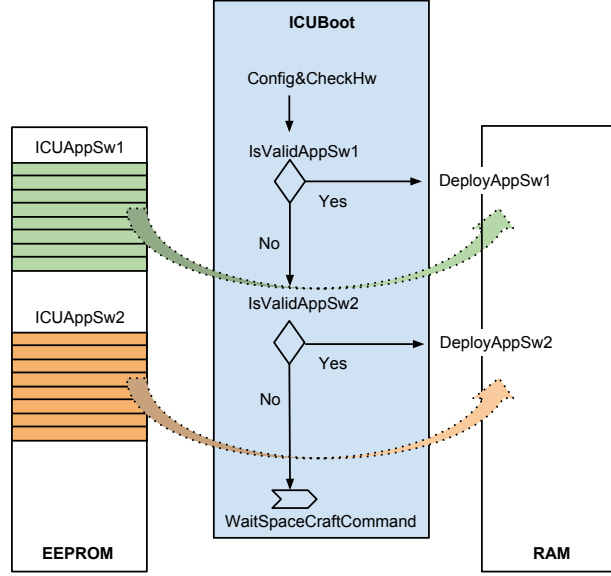 ICUBoot
Config&CheckHw
ICUAppSw1
IsValidAppSw1
DeployAppSw1
Yes
No
IsValidAppSw2
ICUAppSw2
DeployAppSw2
Yes
No
WaitSpaceCraftCommand
EEPROM
RAM